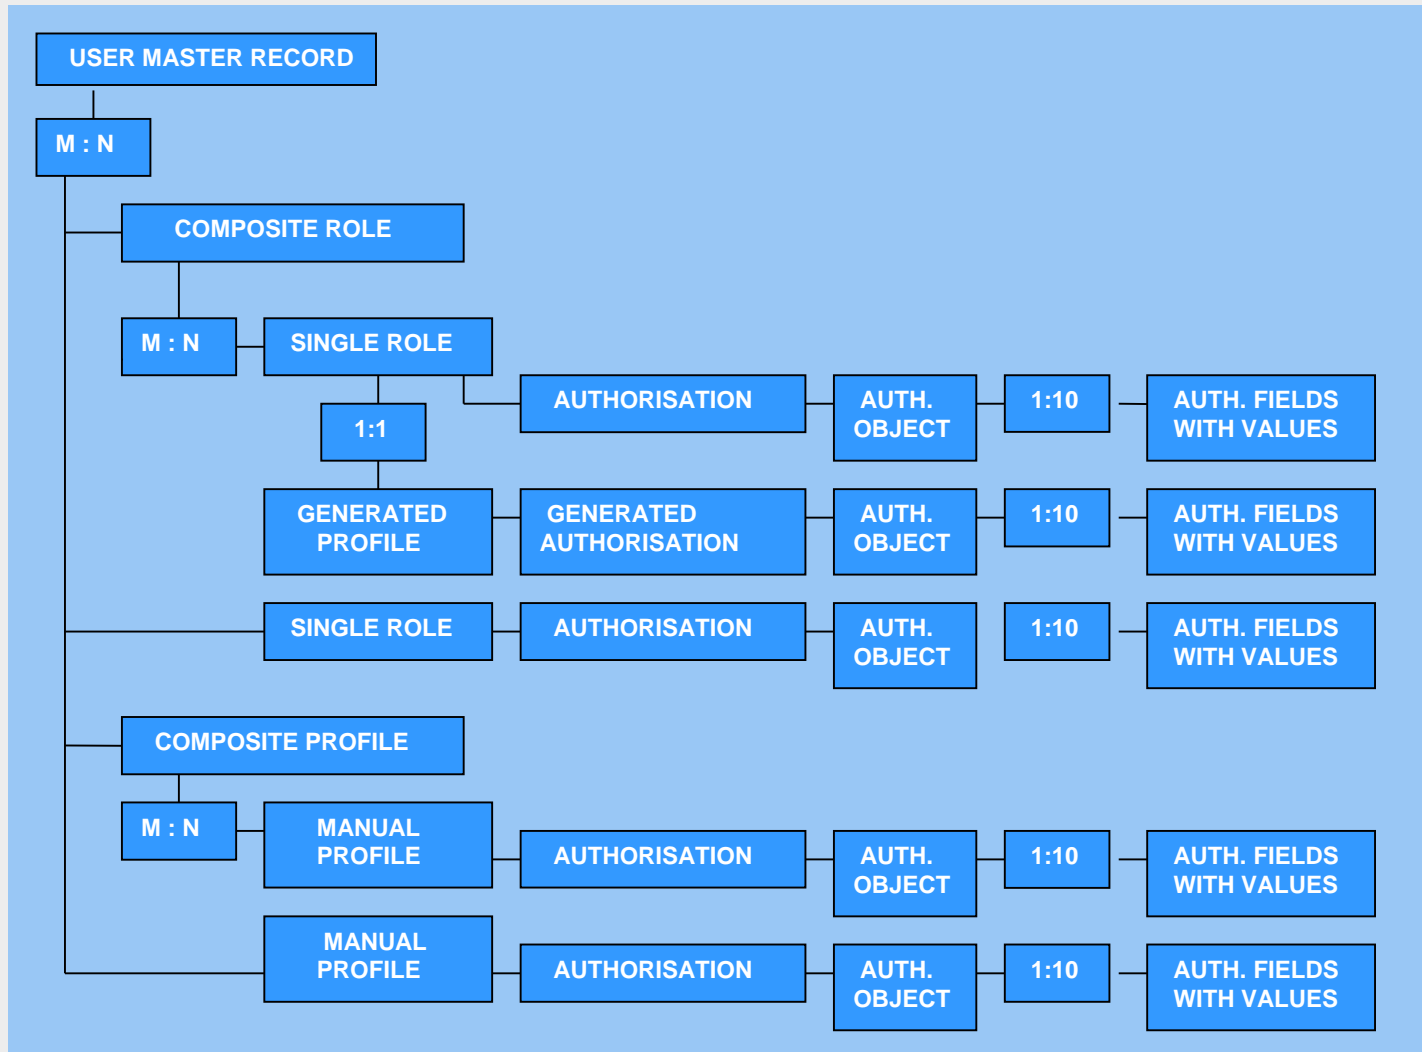 USER MASTER RECORD
M : N
COMPOSITE ROLE
M : N
SINGLE ROLE
AUTHORISATION
AUTH.
OBJECT
1:10
AUTH. FIELDS
WITH VALUES
1:1
GENERATED
PROFILE
GENERATED
AUTHORISATION
AUTH.
OBJECT
1:10
AUTH. FIELDS
WITH VALUES
SINGLE ROLE
AUTHORISATION
AUTH.
OBJECT
1:10
AUTH. FIELDS
WITH VALUES
COMPOSITE PROFILE
M : N
MANUAL
PROFILE
AUTHORISATION
AUTH.
OBJECT
1:10
AUTH. FIELDS
WITH VALUES
MANUAL
PROFILE
AUTHORISATION
AUTH.
OBJECT
1:10
AUTH. FIELDS
WITH VALUES